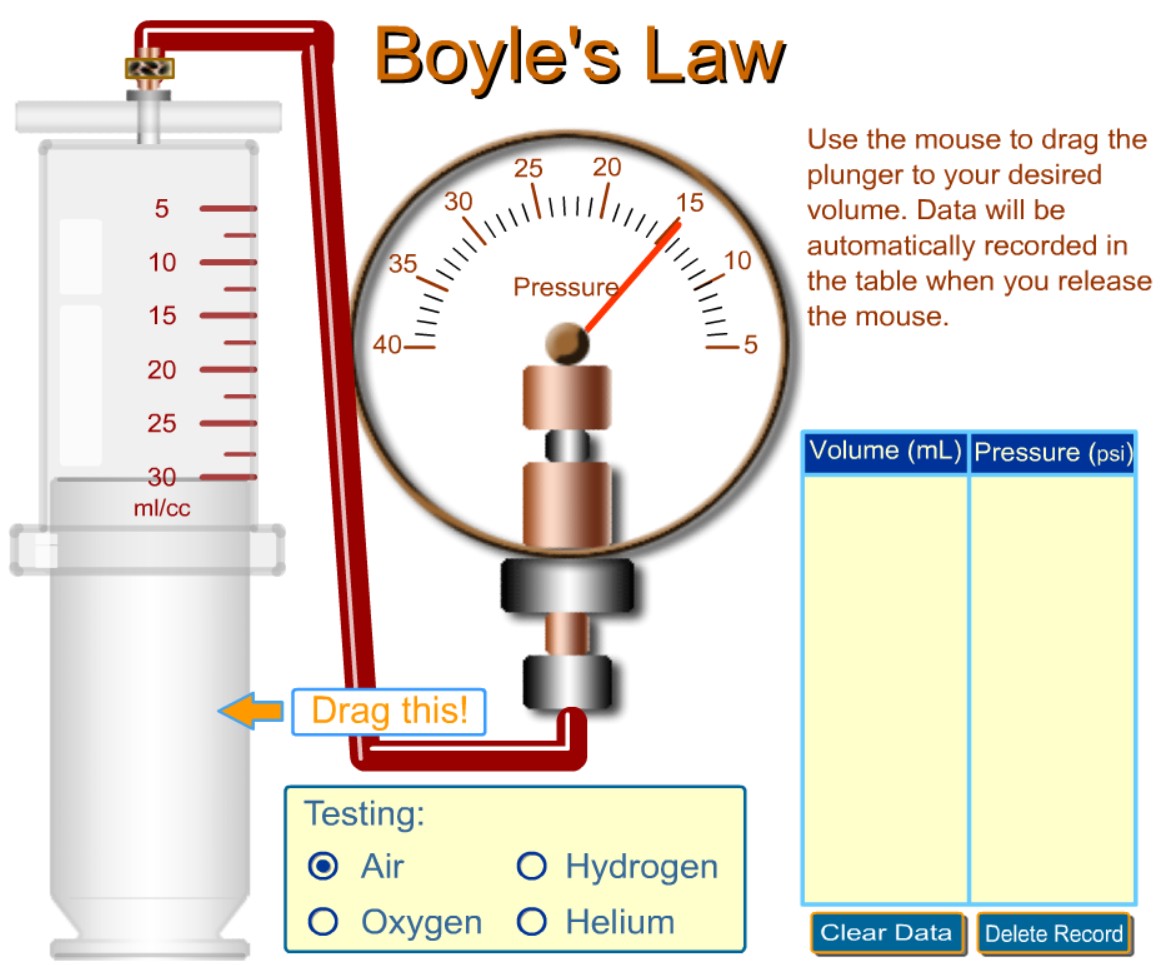 Boyle's Law
Use the mouse to drag the
plunger to your desired
volume. Data will be
automatically recorded in
the table when you release
the mouse.
5
10
15
20
25
30
ml/cc
40
35
30
25
20
15
10
5
Pressure
Volume (mL) Pressure (psi)
Drag this!
Testing:
Air Hydrogen
Oxygen Helium
Clear Data Delete Record